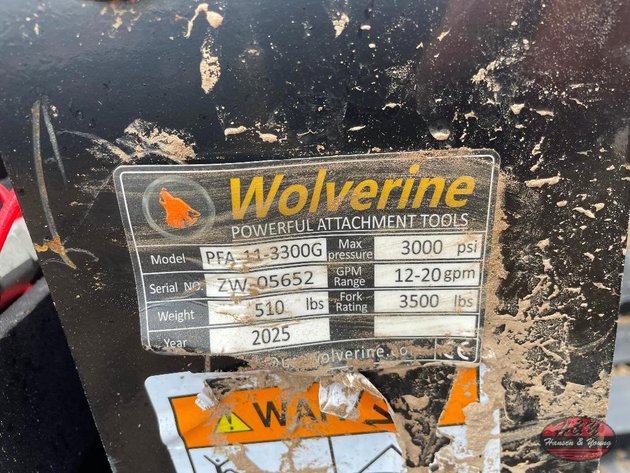 Wolverine
POWERFUL ATTACHMENT TOOLS
Model PFA-11-3300G Max pressure 3000 psi
Serial NO. ZW-05652 GPM Range 12-20 gpm
Weight 510 lbs Fork Rating 3500 lbs
Year 2025
Hansen & Young